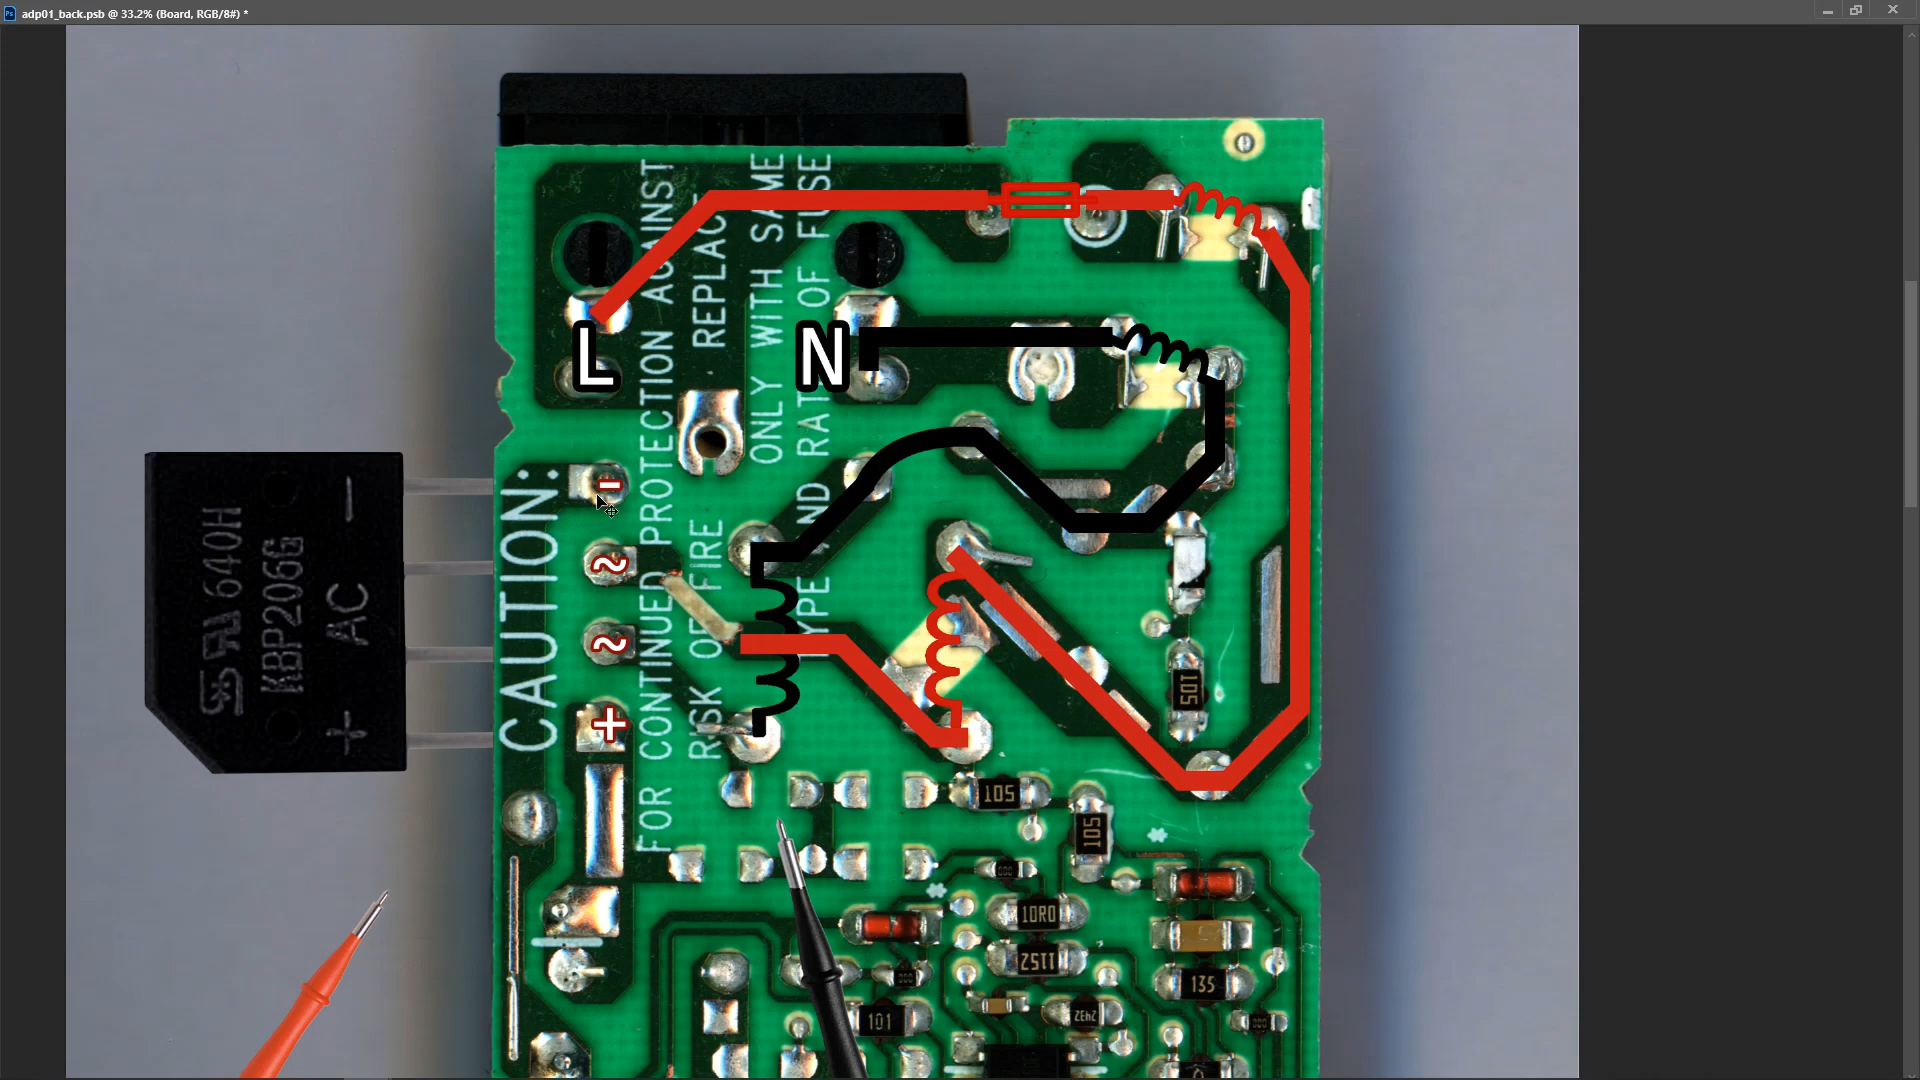 adp01_back.psb @ 33.2% (Board, RGB/8#) *
CAUTION:
FOR CONTINUED PROTECTION AGAINST
RISK OF FIRE
REPLACE
ONLY WITH SAME
TYPE AND RATING OF FUSE
L
N
-
~
~
+
640H
KBP206G
- AC +
105
105
105
10R0
1152
135
101